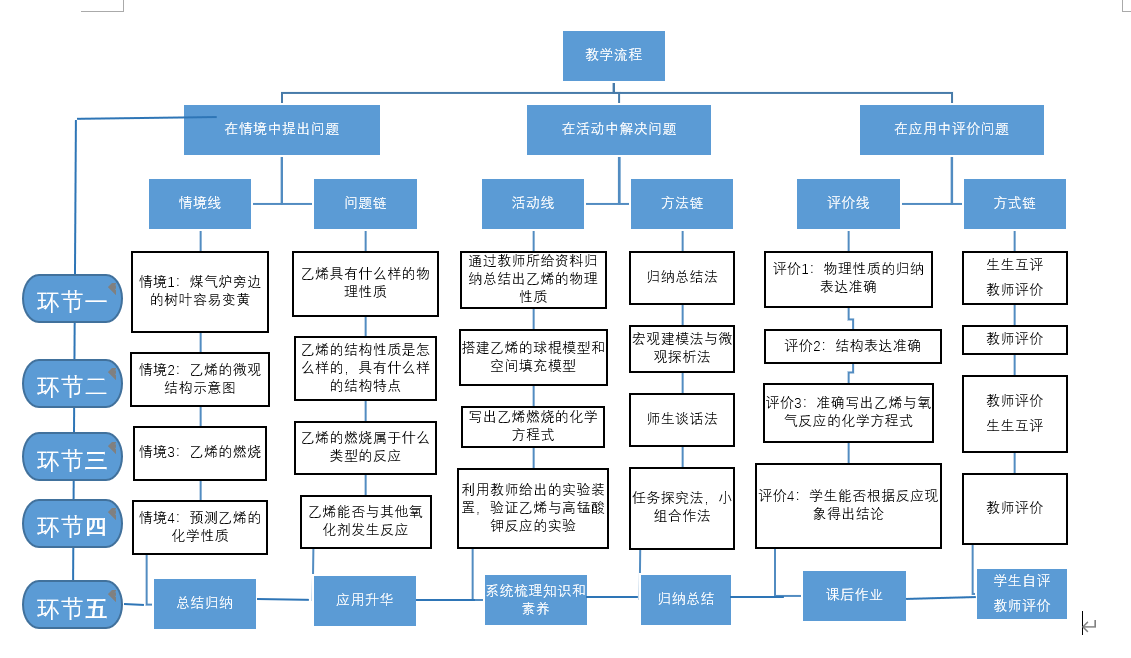 教学流程
在情境中提出问题
在活动中解决问题
在应用中评价问题
情境线
问题链
活动线
方法链
评价线
方式链
环节一
情境1：煤气炉旁边
的树叶容易变黄
乙烯具有什么样的物
理性质
通过教师所给资料归
纳总结出乙烯的物理
性质
归纳总结法
评价1：物理性质的归纳
表达准确
生生互评
教师评价
环节二
情境2：乙烯的微观
结构示意图
乙烯的结构性质是怎
么样的，具有什么样
的结构特点
搭建乙烯的球棍模型和
空间填充模型
宏观建模法与微
观探析法
评价2：结构表达准确
教师评价
环节三
情境3：乙烯的燃烧
乙烯的燃烧属于什么
类型的反应
写出乙烯燃烧的化学
方程式
师生谈话法
评价3：准确写出乙烯与氧
气反应的化学方程式
教师评价
生生互评
环节四
情境4：预测乙烯的
化学性质
乙烯能否与其他氧
化剂发生反应
利用教师给出的实验装
置，验证乙烯与高锰酸
钾反应的实验
任务探究法，小
组合作法
评价4：学生能否根据反应现
象得出结论
教师评价
环节五
总结归纳
应用升华
系统梳理知识和
素养
归纳总结
课后作业
学生自评
教师评价